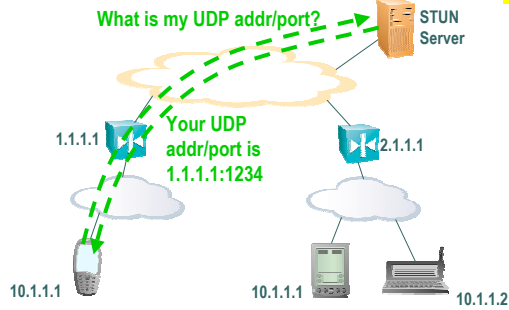 What is my UDP addr/port?
STUN
Server
1.1.1.1
Your UDP
addr/port is
1.1.1.1:1234
2.1.1.1
10.1.1.1
10.1.1.1
10.1.1.2